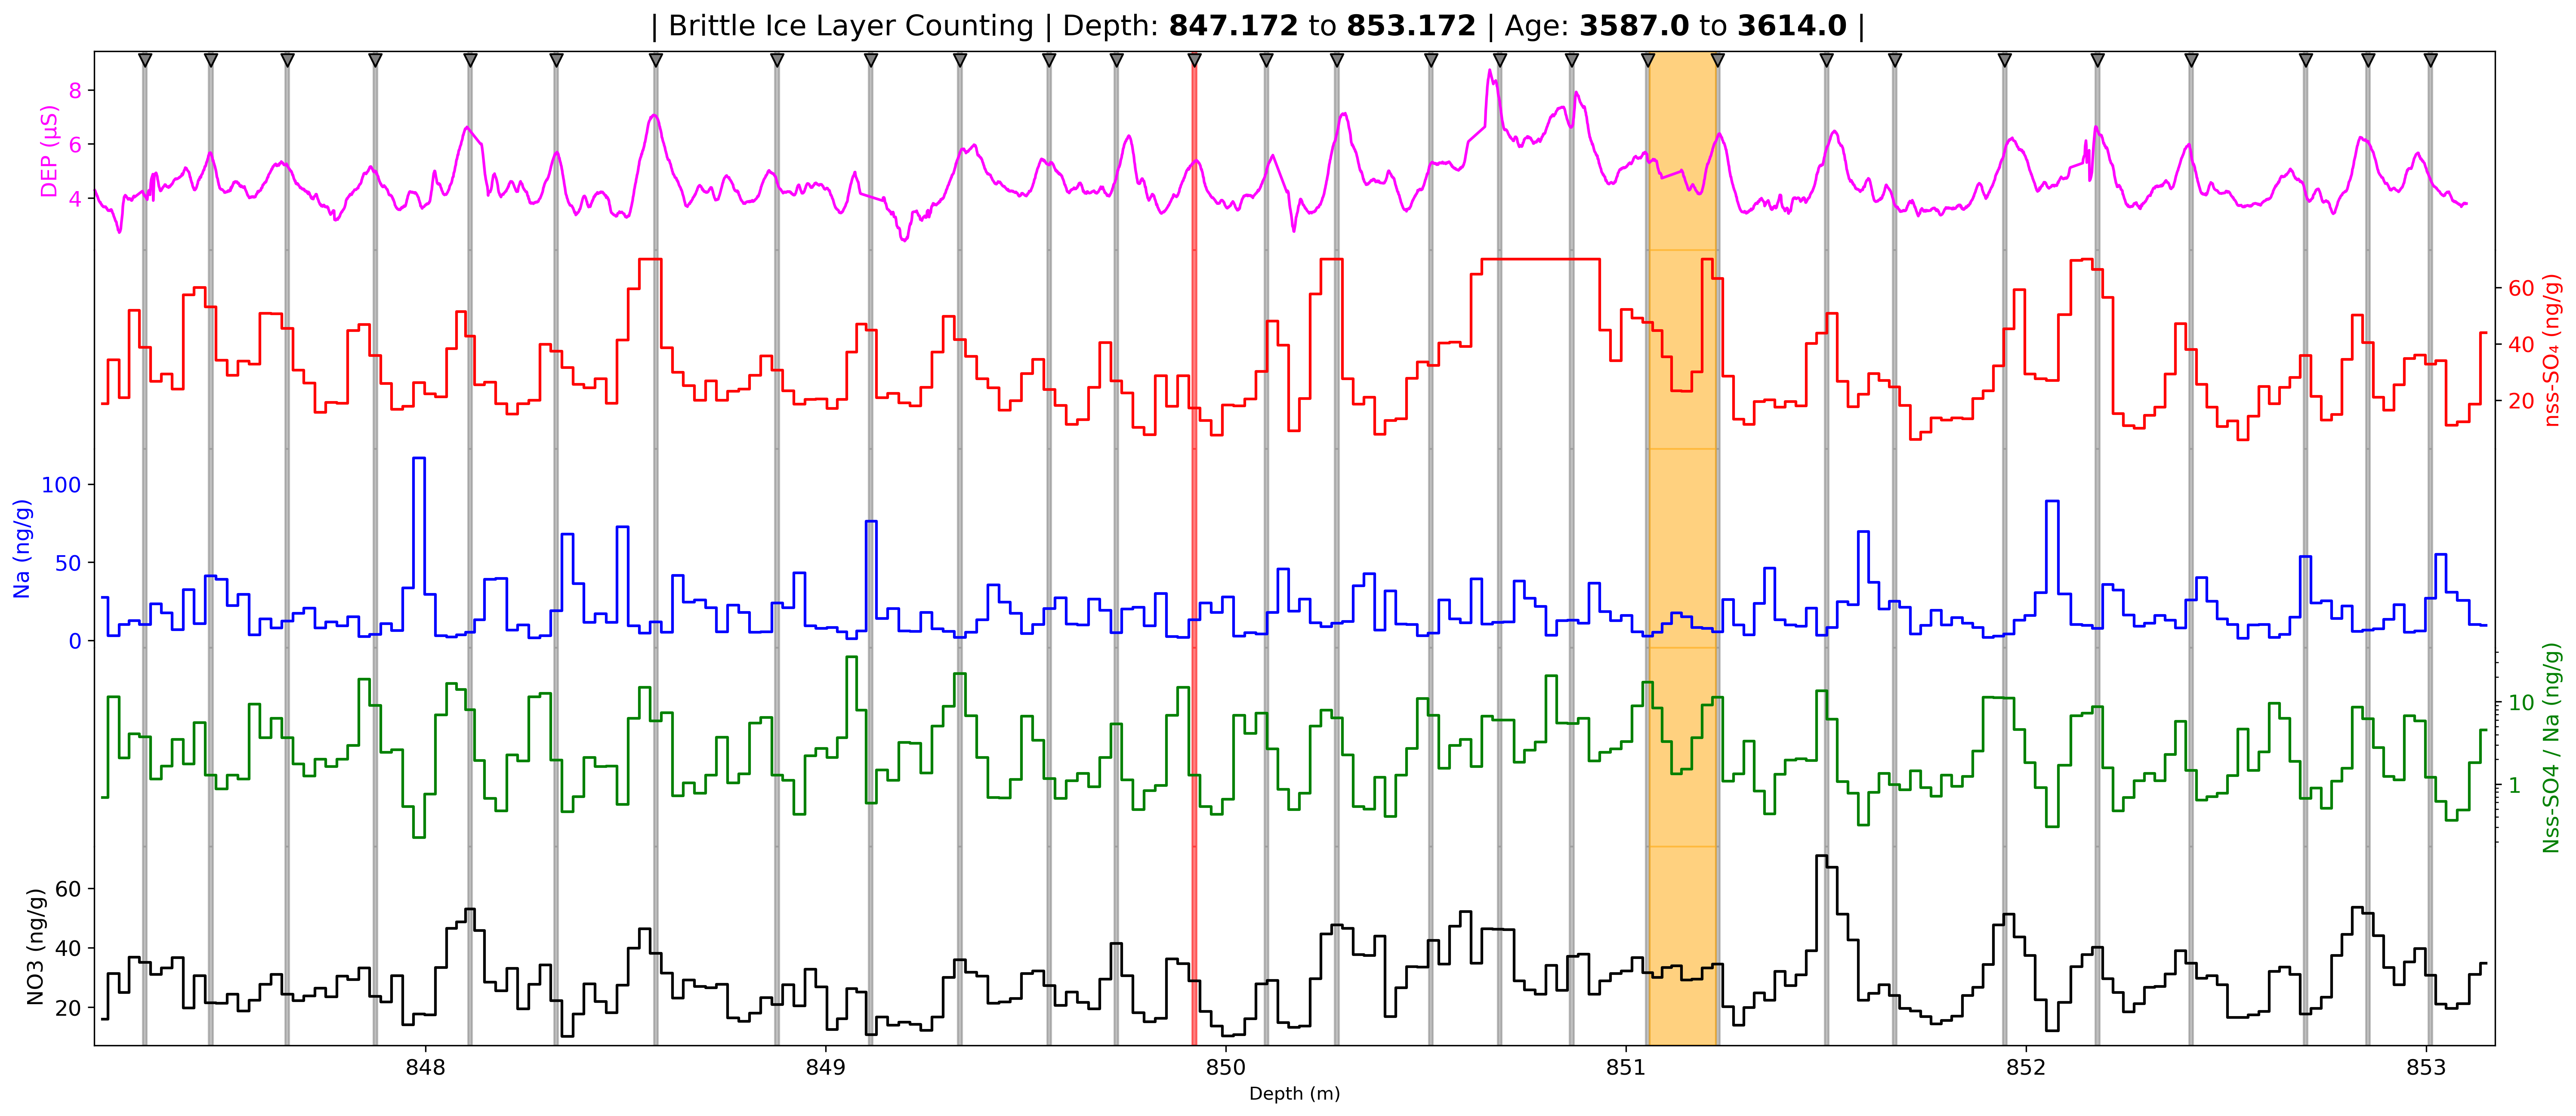 | Brittle Ice Layer Counting | Depth: 847.172 to 853.172 | Age: 3587.0 to 3614.0 |
DEP (μS)
8
6
4
nss-SO₄ (ng/g)
60
40
20
Na (ng/g)
100
50
0
Nss-SO4 / Na (ng/g)
10
1
NO3 (ng/g)
60
40
20
848 849 850 851 852 853
Depth (m)